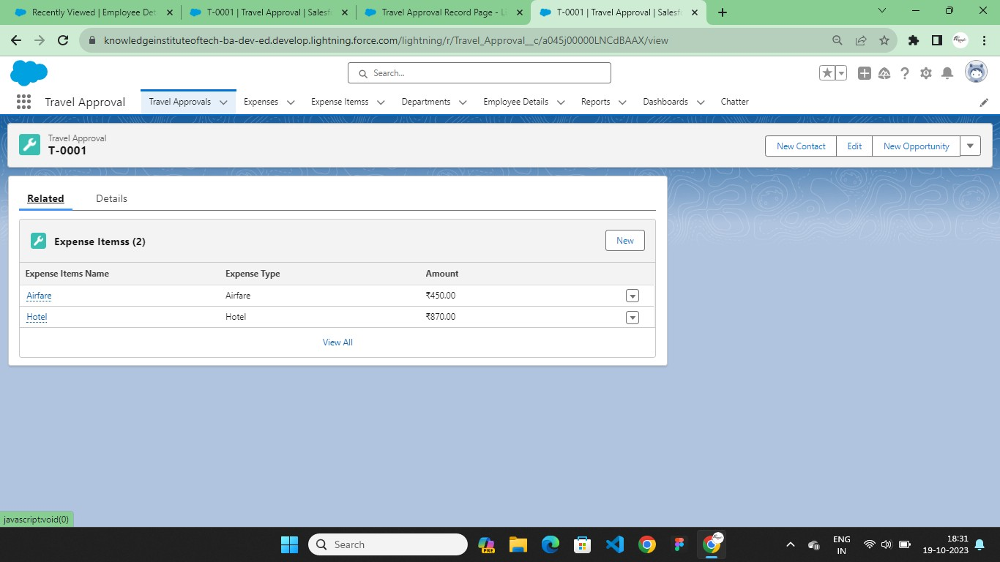 Recently Viewed | Employee Det
T-0001 | Travel Approval | Salesf
Travel Approval Record Page - Li
T-0001 | Travel Approval | Salesf
knowledgeinstituteoftech-ba-dev-ed.develop.lightning.force.com/lightning/r/Travel_Approval__c/a045j00000LNCdBAAX/view
Search...
Travel Approval
Travel Approvals
Expenses
Expense Itemss
Departments
Employee Details
Reports
Dashboards
Chatter
Travel Approval
T-0001
New Contact
Edit
New Opportunity
Related
Details
Expense Itemss (2)
New
Expense Items Name
Expense Type
Amount
Airfare
Airfare
₹450.00
Hotel
Hotel
₹870.00
View All
javascript:void(0)
Search
PRE
ENG
IN
18:31
19-10-2023